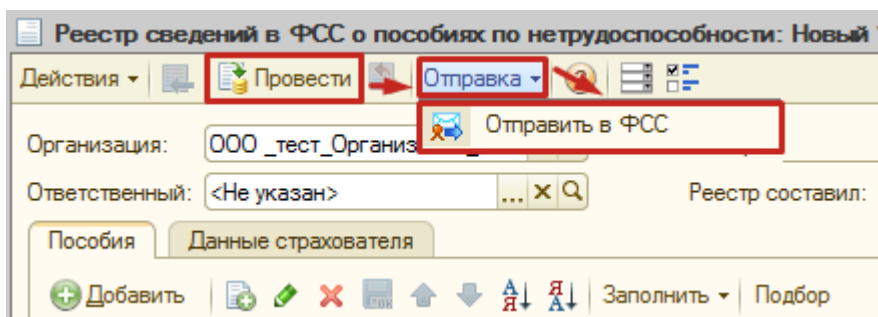 Реестр сведений в ФСС о пособиях по нетрудоспособности: Новый
Действия Провести Отправка
Отправить в ФСС
Организация: ООО _тест_Организ
Ответственный: <Не указан> ... Реестр составил:
Пособия Данные страхователя
Добавить Заполнить Подбор